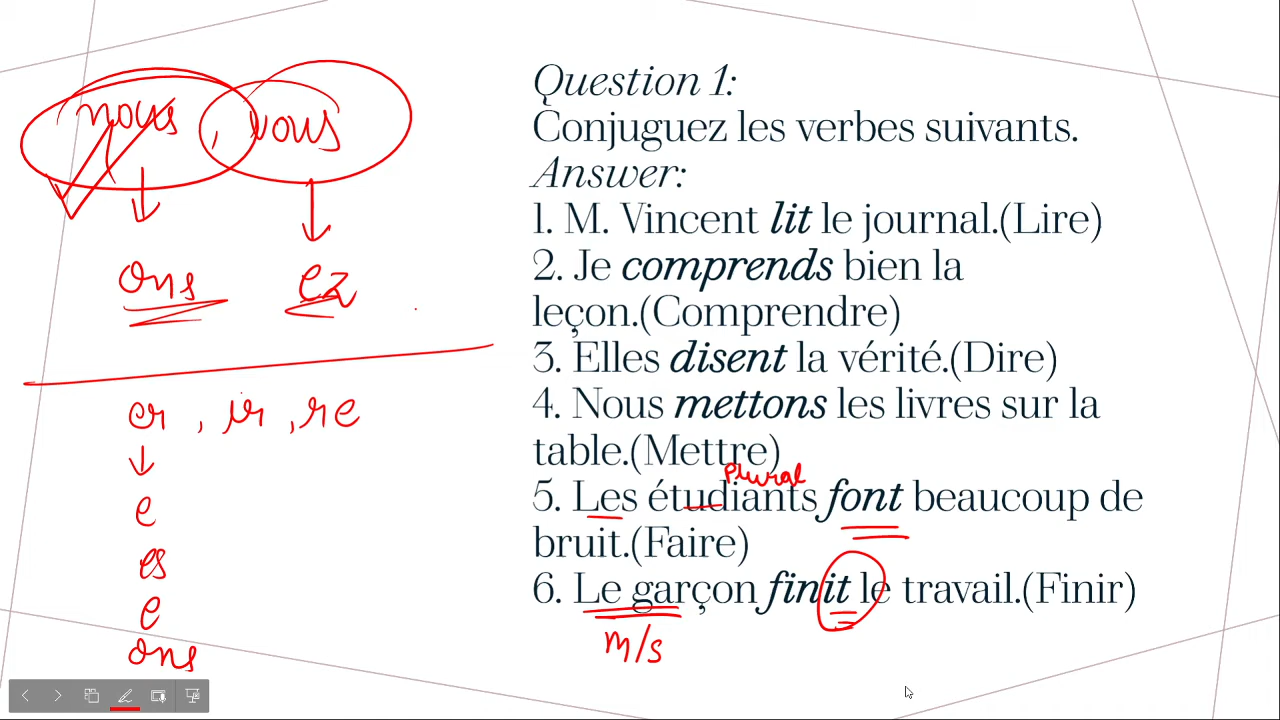 nous, vous
ons ez
er, ir, re
e
es
e
ons
Question 1:
Conjuguez les verbes suivants.
Answer:
1. M. Vincent lit le journal.(Lire)
2. Je comprends bien la
leçon.(Comprendre)
3. Elles disent la vérité.(Dire)
4. Nous mettons les livres sur la
table.(Mettre)
Plural
5. Les étudiants font beaucoup de
bruit.(Faire)
6. Le garçon finit le travail.(Finir)
m/s